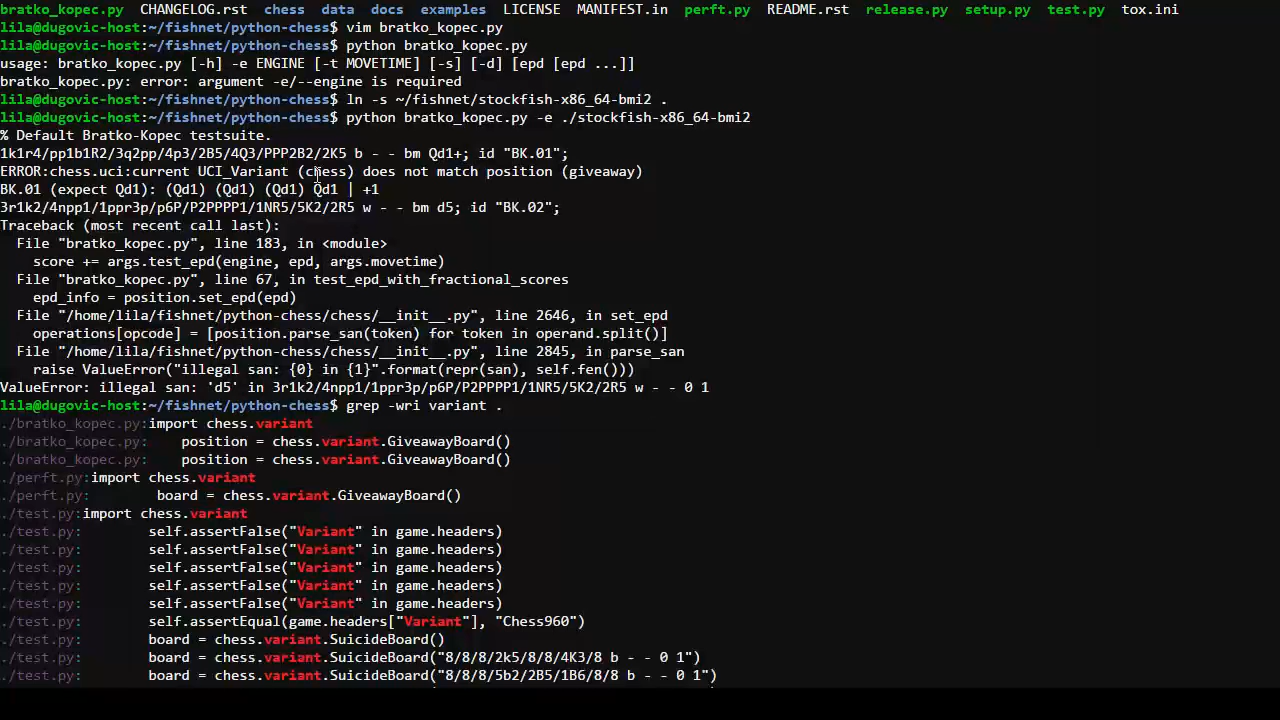 bratko_kopec.py  CHANGELOG.rst  chess  data  docs  examples  LICENSE  MANIFEST.in  perft.py  README.rst  release.py  setup.py  test.py  tox.ini
lila@dugovic-host:~/fishnet/python-chess$ vim bratko_kopec.py
lila@dugovic-host:~/fishnet/python-chess$ python bratko_kopec.py
usage: bratko_kopec.py [-h] -e ENGINE [-t MOVETIME] [-s] [-d] [epd [epd ...]]
bratko_kopec.py: error: argument -e/--engine is required
lila@dugovic-host:~/fishnet/python-chess$ ln -s ~/fishnet/stockfish-x86_64-bmi2 .
lila@dugovic-host:~/fishnet/python-chess$ python bratko_kopec.py -e ./stockfish-x86_64-bmi2
% Default Bratko-Kopec testsuite.
1k1r4/pp1b1R2/3q2pp/4p3/2B5/4Q3/PPP2B2/2K5 b - - bm Qd1+; id "BK.01";
ERROR:chess.uci:current UCI_Variant (chess) does not match position (giveaway)
BK.01 (expect Qd1): (Qd1) (Qd1) (Qd1) Qd1 | +1
3r1k2/4npp1/1ppr3p/p6P/P2PPPP1/1NR5/5K2/2R5 w - - bm d5; id "BK.02";
Traceback (most recent call last):
  File "bratko_kopec.py", line 183, in <module>
    score += args.test_epd(engine, epd, args.movetime)
  File "bratko_kopec.py", line 67, in test_epd_with_fractional_scores
    epd_info = position.set_epd(epd)
  File "/home/lila/fishnet/python-chess/chess/__init__.py", line 2646, in set_epd
    operations[opcode] = [position.parse_san(token) for token in operand.split()]
  File "/home/lila/fishnet/python-chess/chess/__init__.py", line 2845, in parse_san
    raise ValueError("illegal san: {0} in {1}".format(repr(san), self.fen()))
ValueError: illegal san: 'd5' in 3r1k2/4npp1/1ppr3p/p6P/P2PPPP1/1NR5/5K2/2R5 w - - 0 1
lila@dugovic-host:~/fishnet/python-chess$ grep -wri variant .
./bratko_kopec.py:import chess.variant
./bratko_kopec.py:    position = chess.variant.GiveawayBoard()
./bratko_kopec.py:    position = chess.variant.GiveawayBoard()
./perft.py:import chess.variant
./perft.py:        board = chess.variant.GiveawayBoard()
./test.py:import chess.variant
./test.py:        self.assertFalse("Variant" in game.headers)
./test.py:        self.assertFalse("Variant" in game.headers)
./test.py:        self.assertFalse("Variant" in game.headers)
./test.py:        self.assertFalse("Variant" in game.headers)
./test.py:        self.assertFalse("Variant" in game.headers)
./test.py:        self.assertEqual(game.headers["Variant"], "Chess960")
./test.py:        board = chess.variant.SuicideBoard()
./test.py:        board = chess.variant.SuicideBoard("8/8/8/2k5/8/8/4K3/8 b - - 0 1")
./test.py:        board = chess.variant.SuicideBoard("8/8/8/5b2/2B5/1B6/8/8 b - - 0 1")